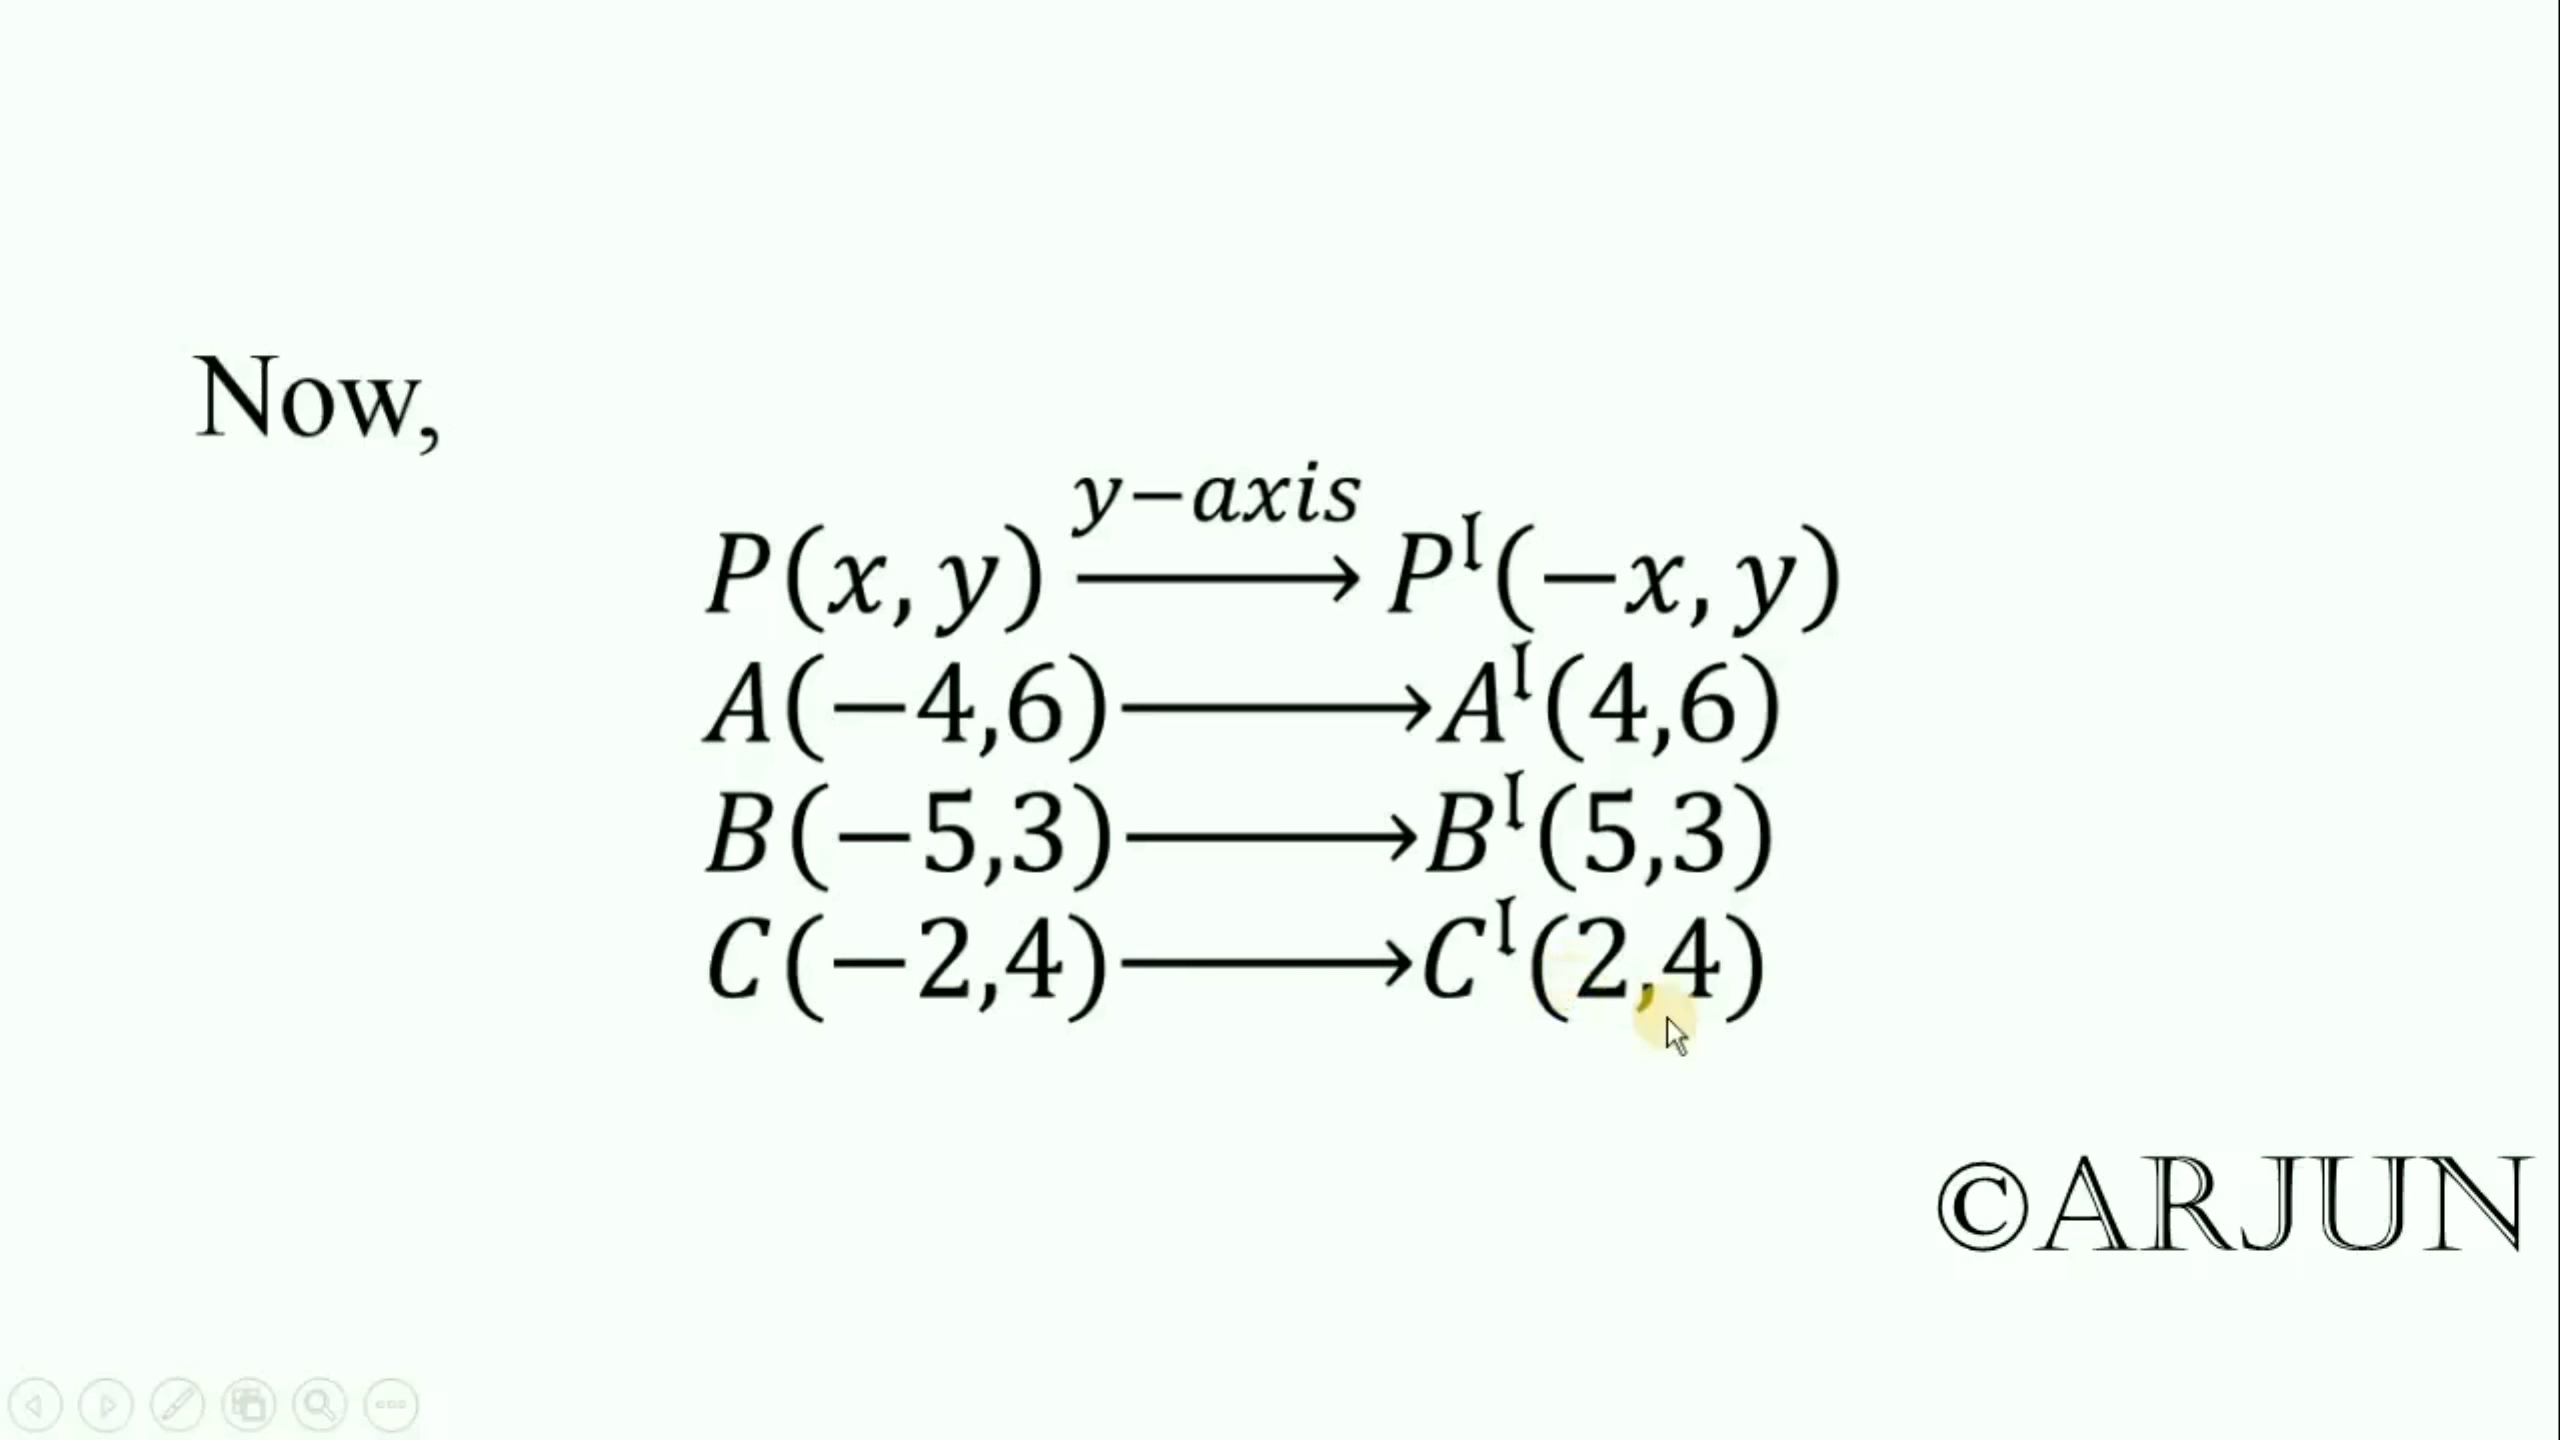 Now,
y−axis
P(x, y) ⟶ Pᴵ(−x, y)
A(−4,6) ⟶ Aᴵ(4,6)
B(−5,3) ⟶ Bᴵ(5,3)
C(−2,4) ⟶ Cᴵ(2,4)
©ARJUN